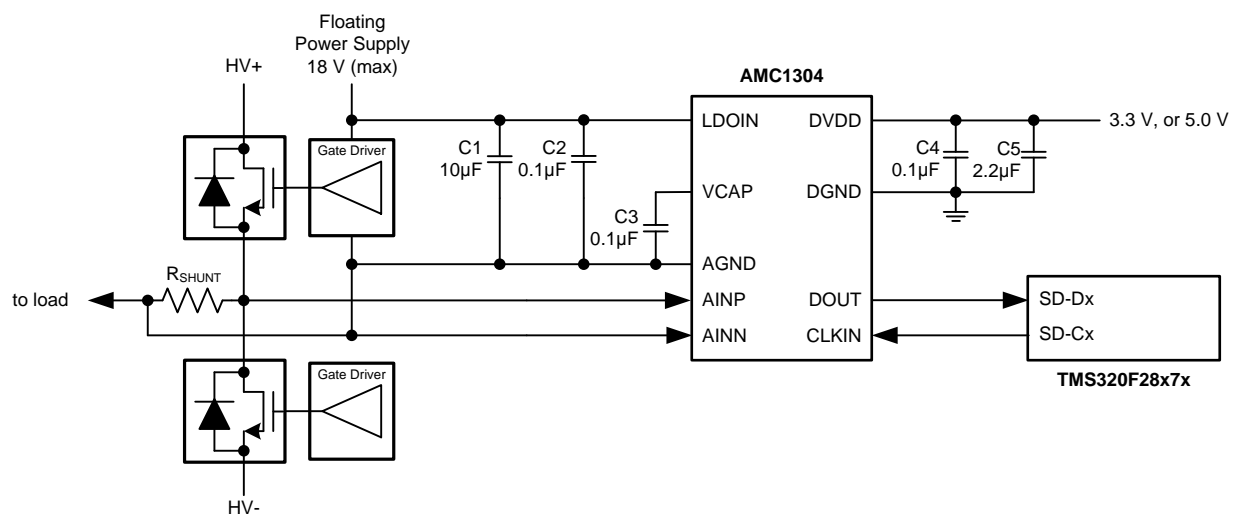 Floating
Power Supply
18 V (max)
HV+
AMC1304
Gate Driver
LDOIN
DVDD
3.3 V, or 5.0 V
C1
10µF
C2
0.1µF
C4
0.1µF
C5
2.2µF
VCAP
DGND
C3
0.1µF
AGND
RSHUNT
to load
AINP
DOUT
SD-Dx
AINN
CLKIN
SD-Cx
Gate Driver
TMS320F28x7x
HV-